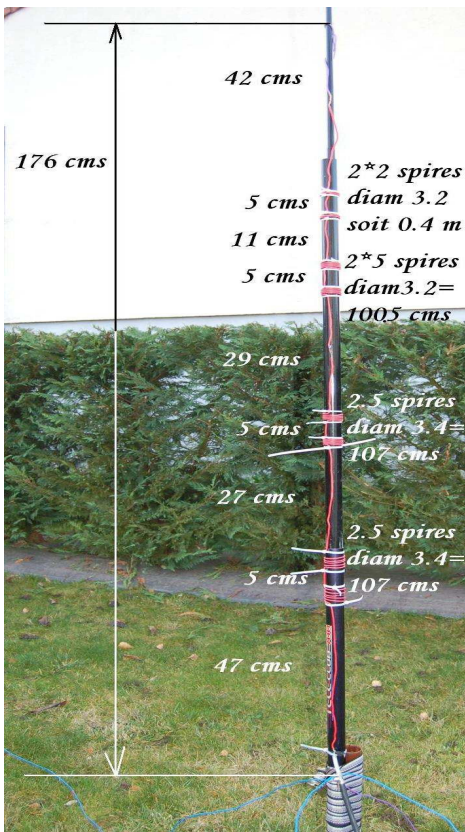 42 cms
176 cms
2*2 spires
diam 3.2
soit 0.4 m
5 cms
11 cms
5 cms
2*5 spires
diam3.2=
100,5 cms
29 cms
2.5 spires
diam 3.4=
107 cms
5 cms
27 cms
2.5 spires
diam 3.4=
107 cms
5 cms
47 cms